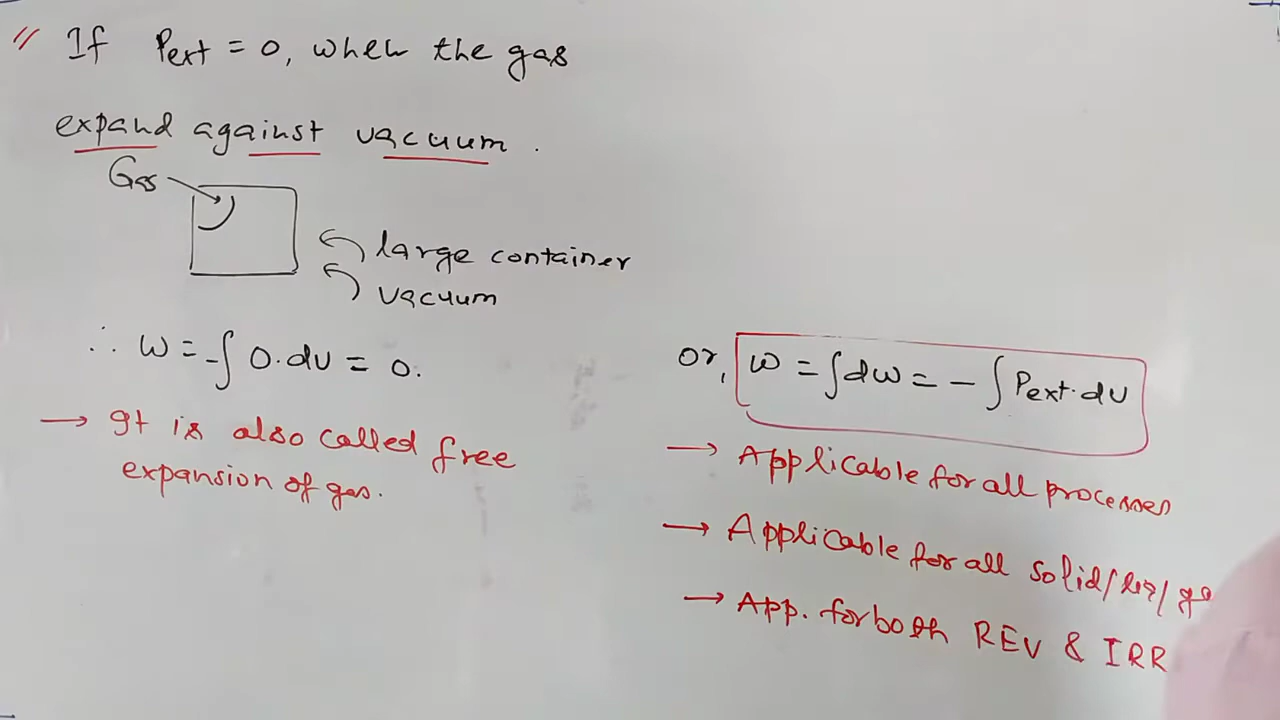 // If Pext = 0, when the gas
expand against vacuum.
Gas
large container
vacuum
∴ W = -∫ 0.dv = 0.
→ It is also called free
expansion of gas.
or, W = ∫dw = - ∫ Pext.dv
→ Applicable for all processes
→ Applicable for all solid/liq/ga
→ App. for both REV & IRR